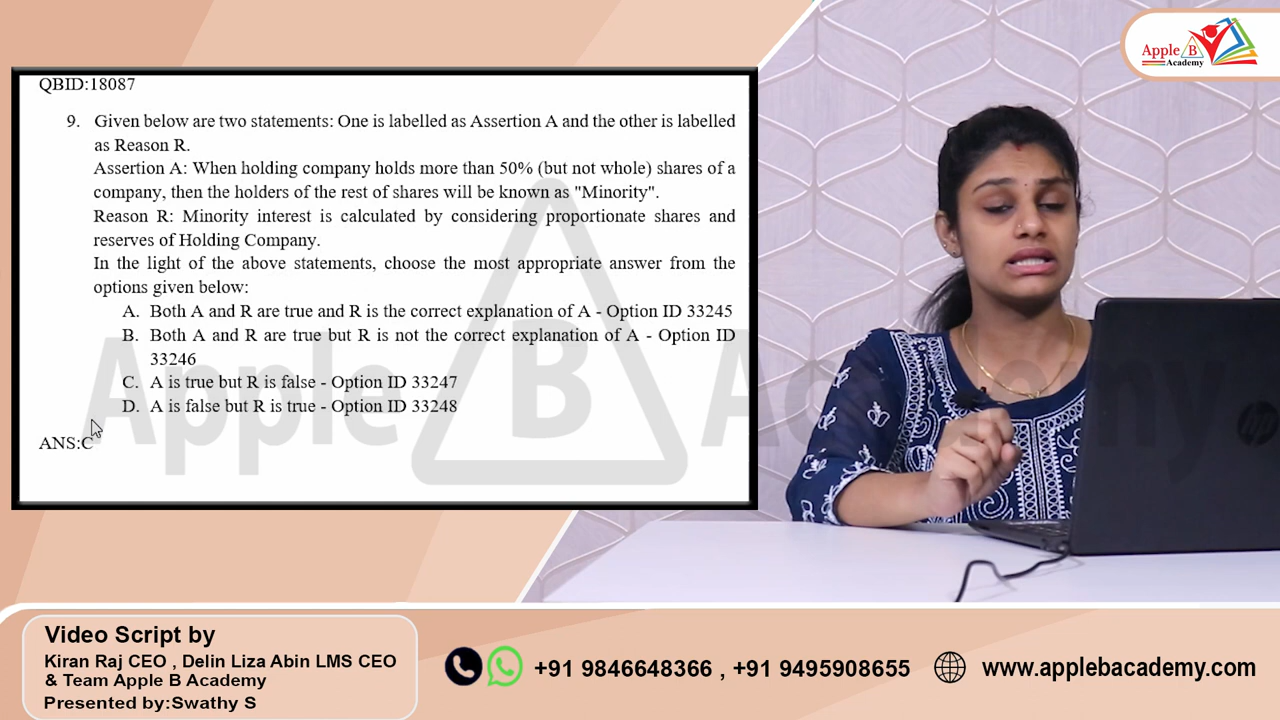 Apple B
Academy
QBID:18087
9. Given below are two statements: One is labelled as Assertion A and the other is labelled
as Reason R.
Assertion A: When holding company holds more than 50% (but not whole) shares of a
company, then the holders of the rest of shares will be known as "Minority".
Reason R: Minority interest is calculated by considering proportionate shares and
reserves of Holding Company.
In the light of the above statements, choose the most appropriate answer from the
options given below:
A. Both A and R are true and R is the correct explanation of A - Option ID 33245
B. Both A and R are true but R is not the correct explanation of A - Option ID
33246
C. A is true but R is false - Option ID 33247
D. A is false but R is true - Option ID 33248
ANS:C
Apple B Academy
hp
Video Script by
Kiran Raj CEO , Delin Liza Abin LMS CEO
& Team Apple B Academy
Presented by:Swathy S
+91 9846648366 , +91 9495908655
www.applebacademy.com